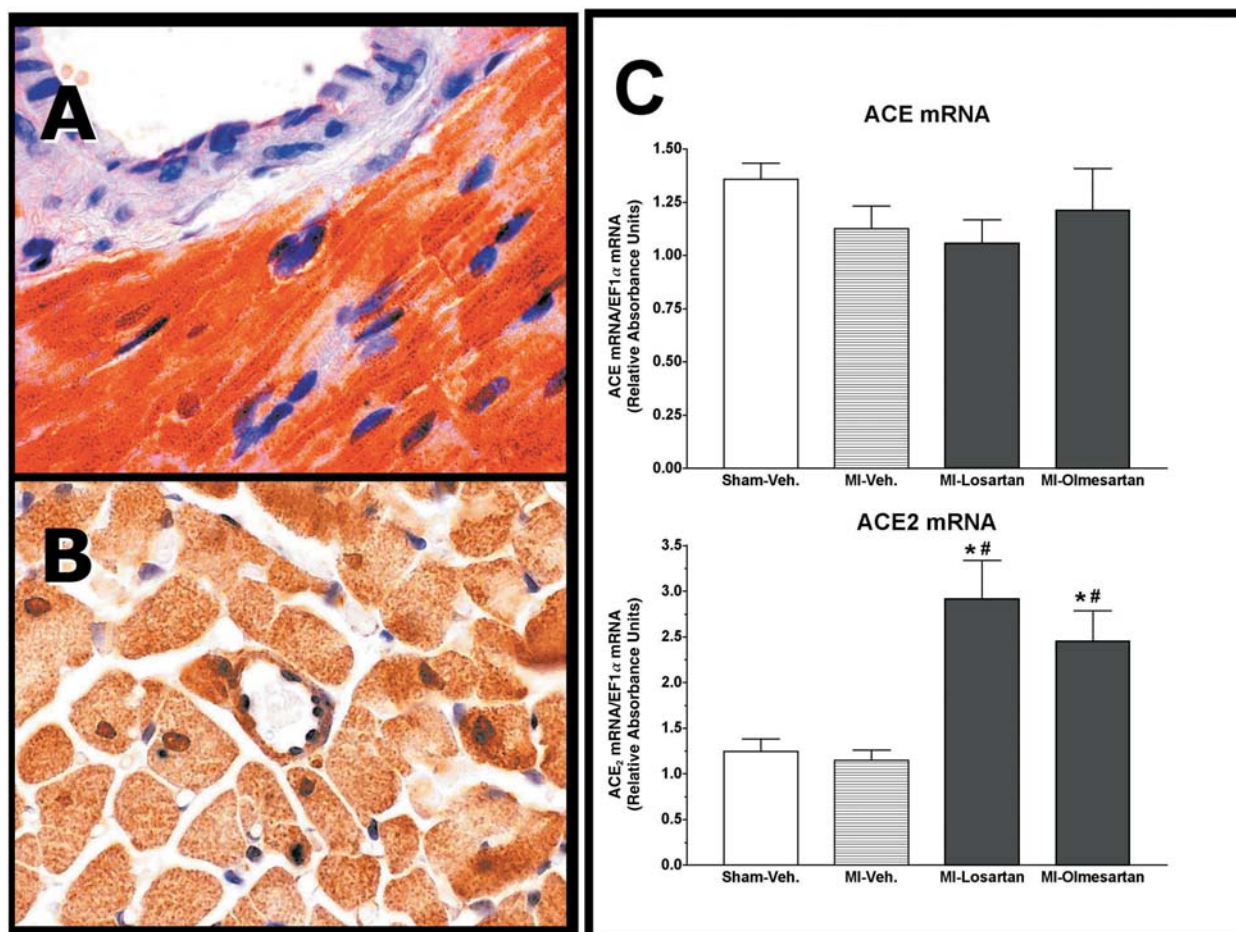 A
B
C
ACE mRNA
ACE mRNA/EF1α mRNA
(Relative Absorbance Units)
1.50
1.25
1.00
0.75
0.50
0.25
0.00
Sham-Veh. MI-Veh. MI-Losartan MI-Olmesartan
ACE2 mRNA
ACE₂ mRNA/EF1α mRNA
(Relative Absorbance Units)
3.5
3.0
2.5
2.0
1.5
1.0
0.5
0.0
*#
*#
Sham-Veh. MI-Veh. MI-Losartan MI-Olmesartan